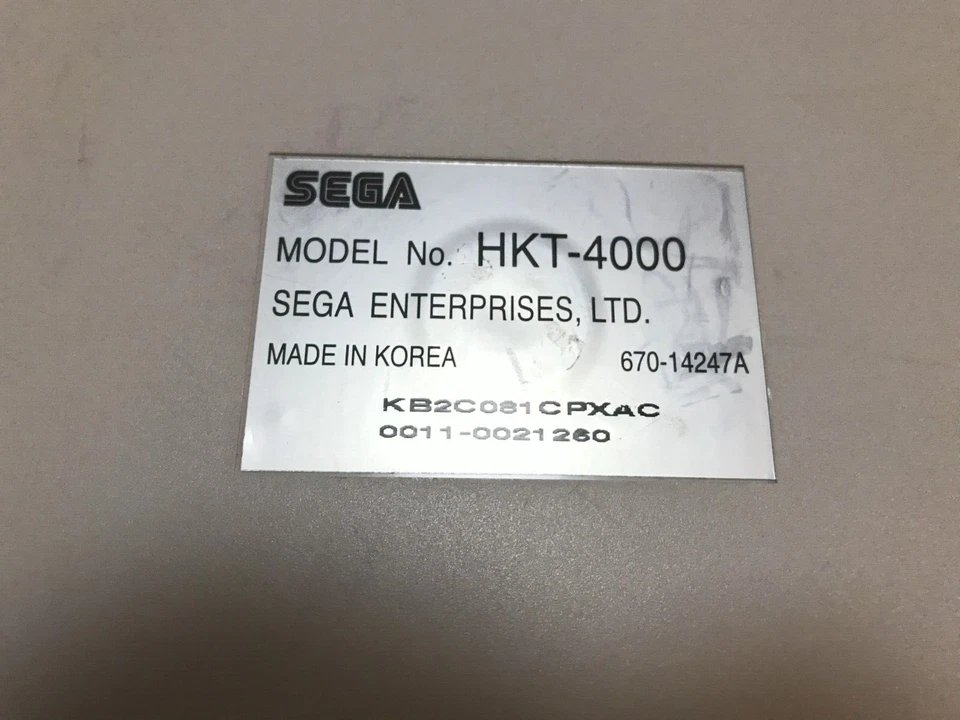 SEGA
MODEL No. HKT-4000
SEGA ENTERPRISES, LTD.
MADE IN KOREA 670-14247A
KB2C081CPXAC
0011-0021260